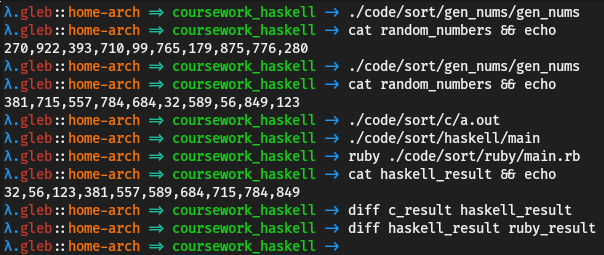 λ.gleb::home-arch ⇒ coursework_haskell → ./code/sort/gen_nums/gen_nums
λ.gleb::home-arch ⇒ coursework_haskell → cat random_numbers && echo
270,922,393,710,99,765,179,875,776,280
λ.gleb::home-arch ⇒ coursework_haskell → ./code/sort/gen_nums/gen_nums
λ.gleb::home-arch ⇒ coursework_haskell → cat random_numbers && echo
381,715,557,784,684,32,589,56,849,123
λ.gleb::home-arch ⇒ coursework_haskell → ./code/sort/c/a.out
λ.gleb::home-arch ⇒ coursework_haskell → ./code/sort/haskell/main
λ.gleb::home-arch ⇒ coursework_haskell → ruby ./code/sort/ruby/main.rb
λ.gleb::home-arch ⇒ coursework_haskell → cat haskell_result && echo
32,56,123,381,557,589,684,715,784,849
λ.gleb::home-arch ⇒ coursework_haskell → diff c_result haskell_result
λ.gleb::home-arch ⇒ coursework_haskell → diff haskell_result ruby_result
λ.gleb::home-arch ⇒ coursework_haskell →